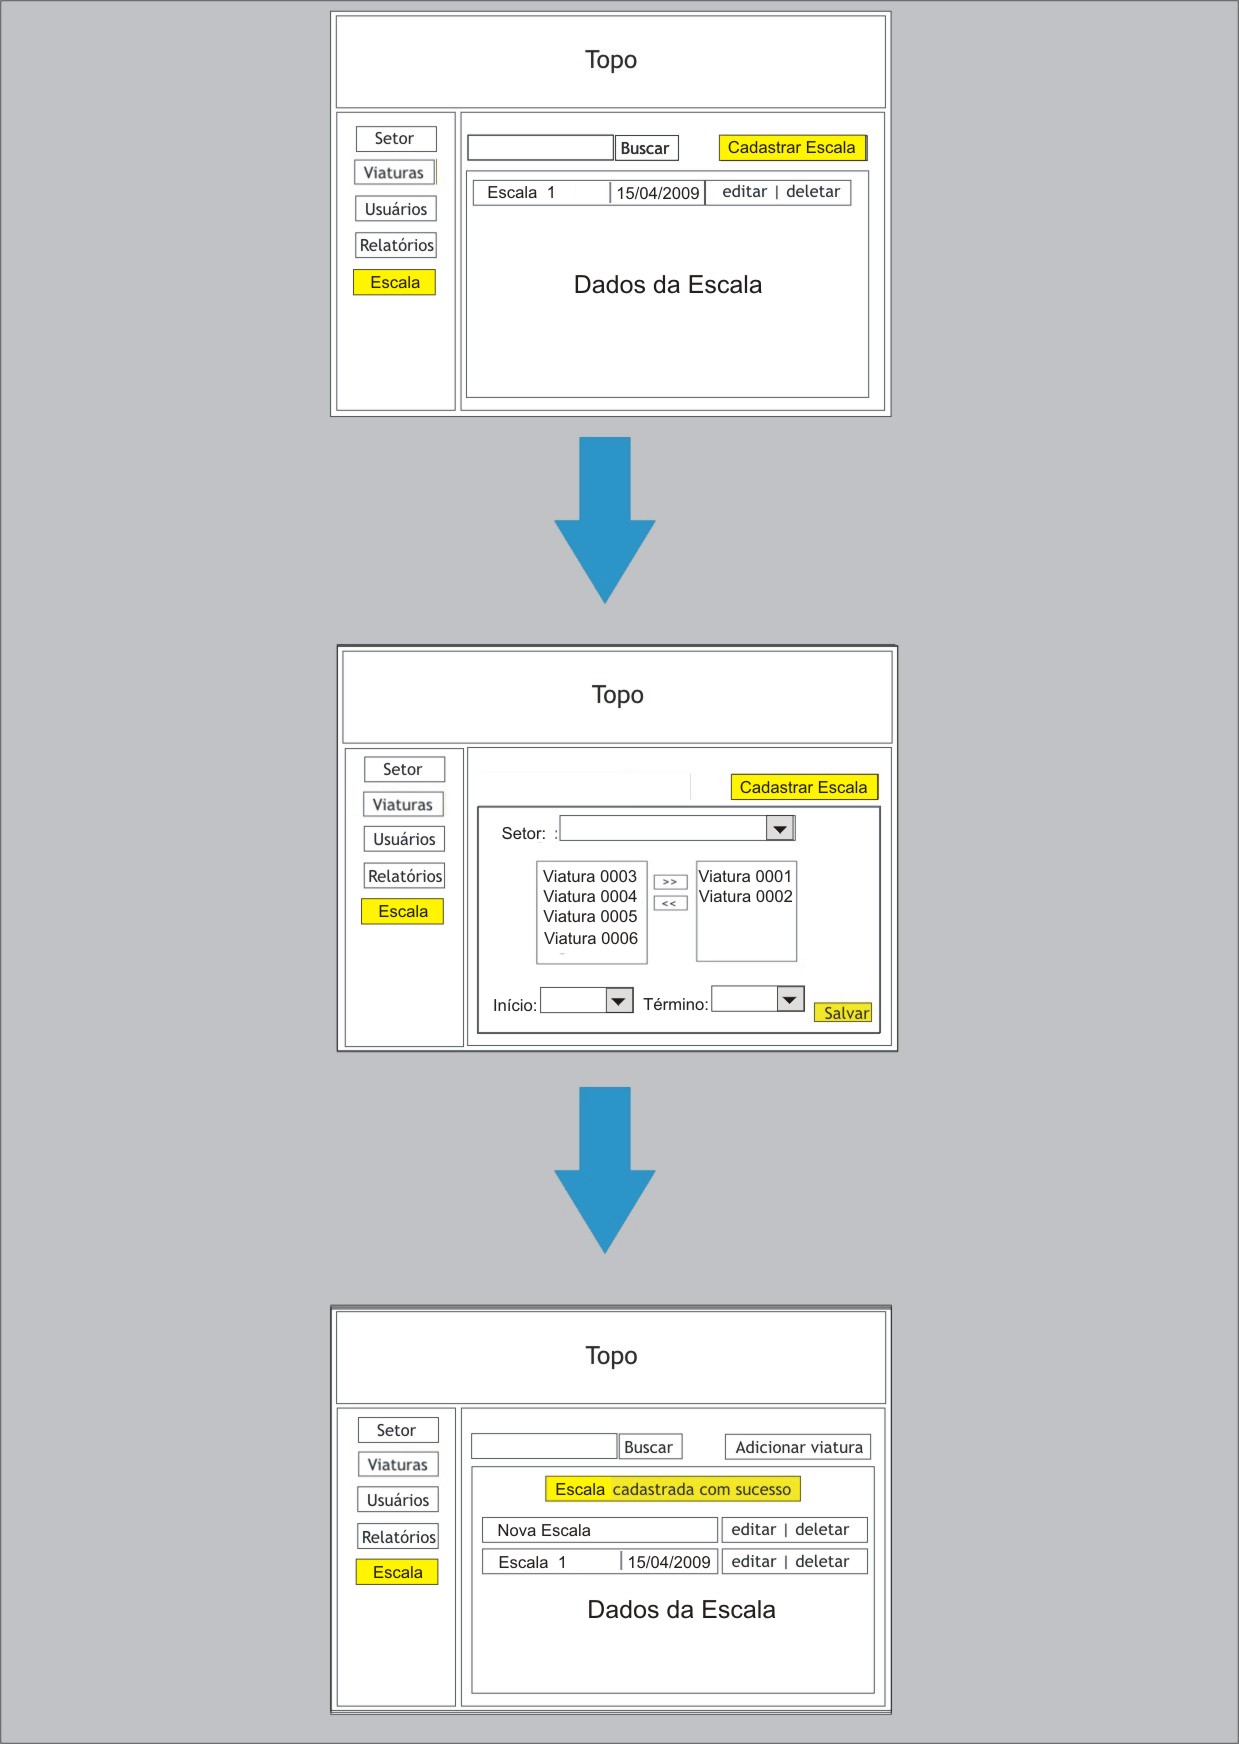 Topo
Setor
Viaturas
Usuários
Relatórios
Escala
Buscar
Cadastrar Escala
Escala 1 | 15/04/2009 editar | deletar
Dados da Escala
Topo
Setor
Viaturas
Usuários
Relatórios
Escala
Cadastrar Escala
Setor: :
Viatura 0003
Viatura 0004
Viatura 0005
Viatura 0006
>>
<<
Viatura 0001
Viatura 0002
Início:
Término:
Salvar
Topo
Setor
Viaturas
Usuários
Relatórios
Escala
Buscar
Adicionar viatura
Escala cadastrada com sucesso
Nova Escala editar | deletar
Escala 1 | 15/04/2009 editar | deletar
Dados da Escala